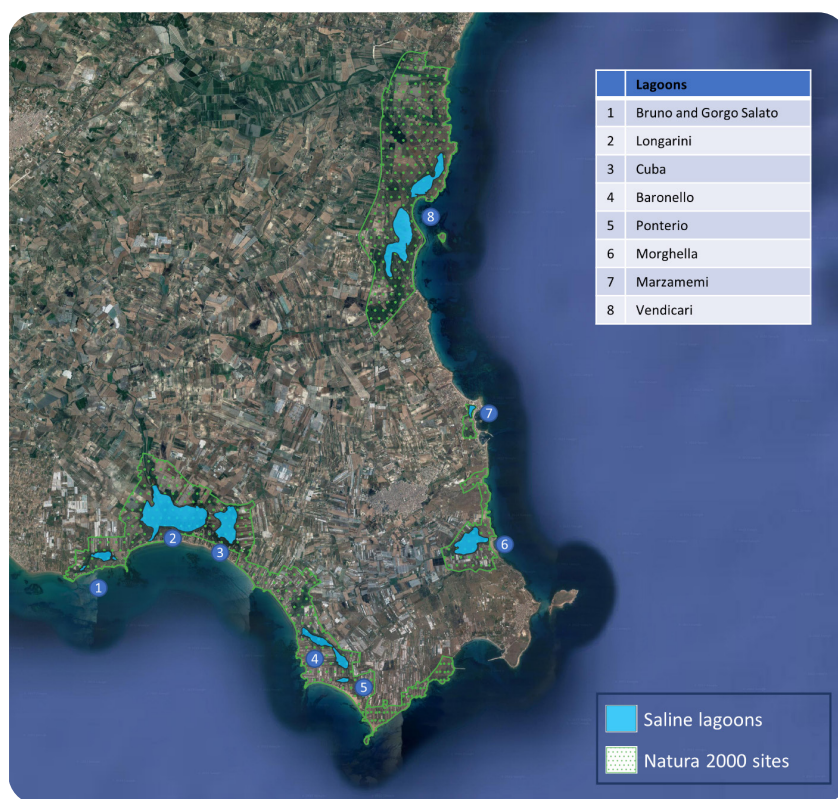 Lagoons
1 Bruno and Gorgo Salato
2 Longarini
3 Cuba
4 Baronello
5 Ponterio
6 Morghella
7 Marzamemi
8 Vendicari
8
7
6
2
3
1
4
5
Saline lagoons
Natura 2000 sites